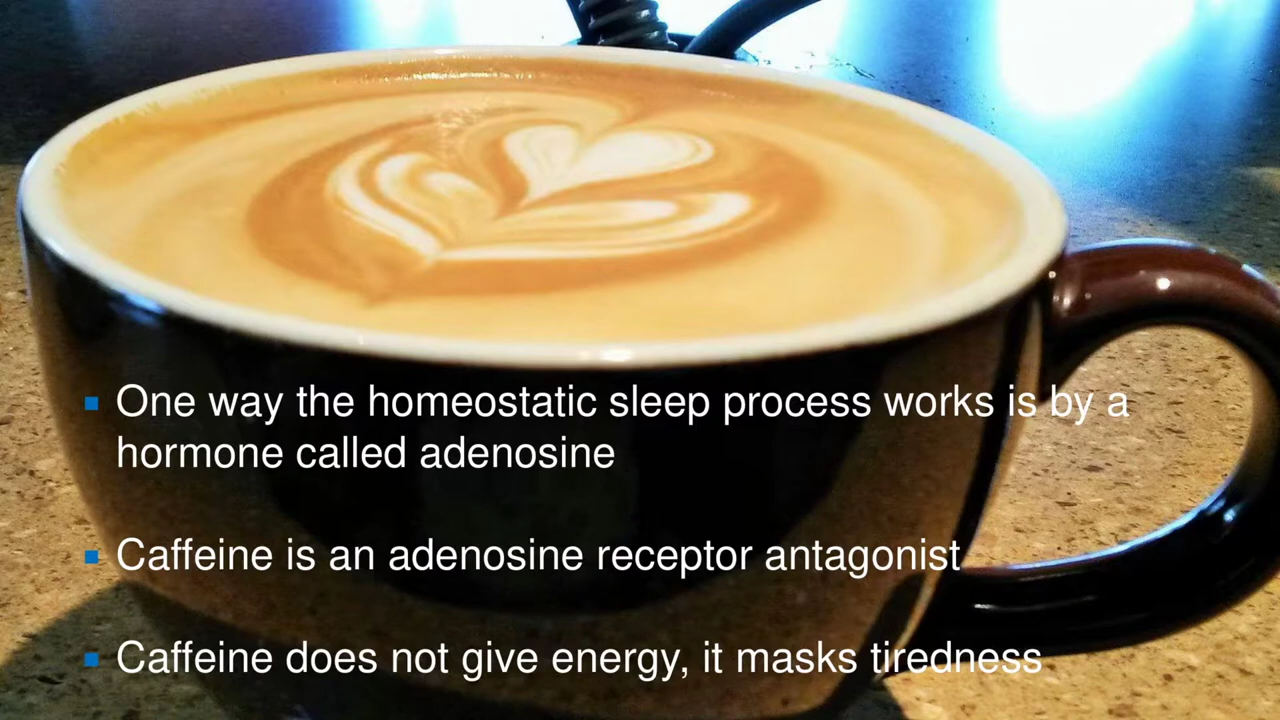 One way the homeostatic sleep process works is by a
hormone called adenosine
Caffeine is an adenosine receptor antagonist
Caffeine does not give energy, it masks tiredness